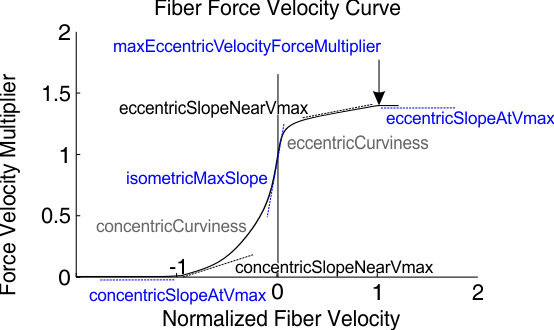 Fiber Force Velocity Curve
2
maxEccentricVelocityForceMultiplier
1.5
eccentricSlopeNearVmax
eccentricSlopeAtVmax
eccentricCurviness
1
isometricMaxSlope
0.5
concentricCurviness
-1
concentricSlopeNearVmax
0
concentricSlopeAtVmax
0
1
2
Normalized Fiber Velocity
Force Velocity Multiplier